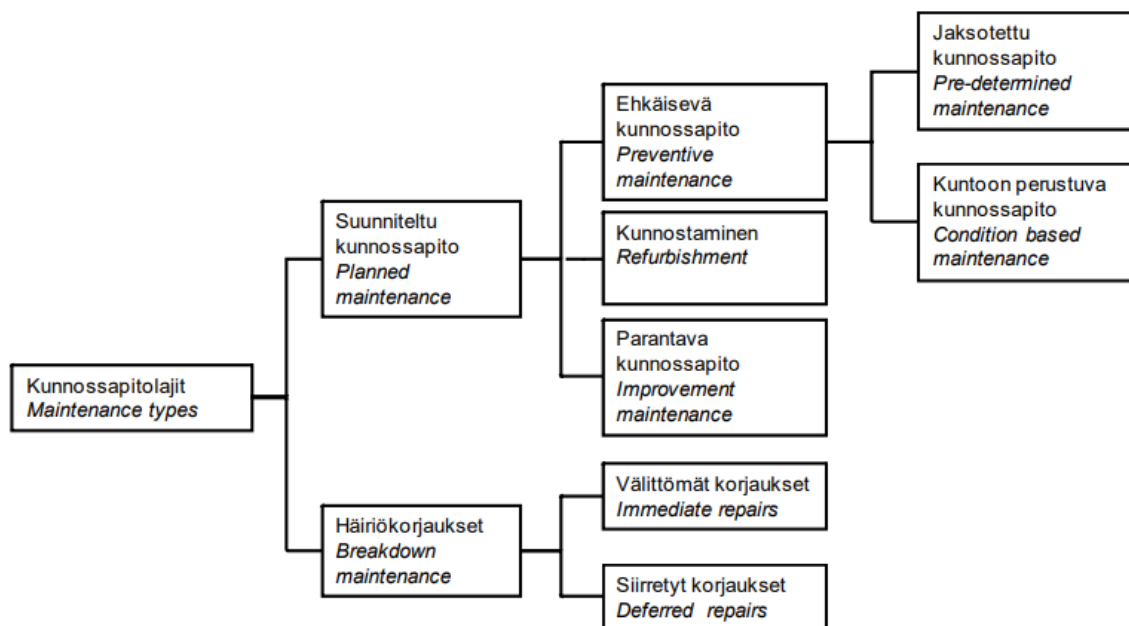 Kunnossapitolajit
Maintenance types
Suunniteltu
kunnossapito
Planned
maintenance
Ehkäisevä
kunnossapito
Preventive
maintenance
Jaksotettu
kunnossapito
Pre-determined
maintenance
Kuntoon perustuva
kunnossapito
Condition based
maintenance
Kunnostaminen
Refurbishment
Parantava
kunnossapito
Improvement
maintenance
Häiriökorjaukset
Breakdown
maintenance
Välittömät korjaukset
Immediate repairs
Siirretyt korjaukset
Deferred repairs